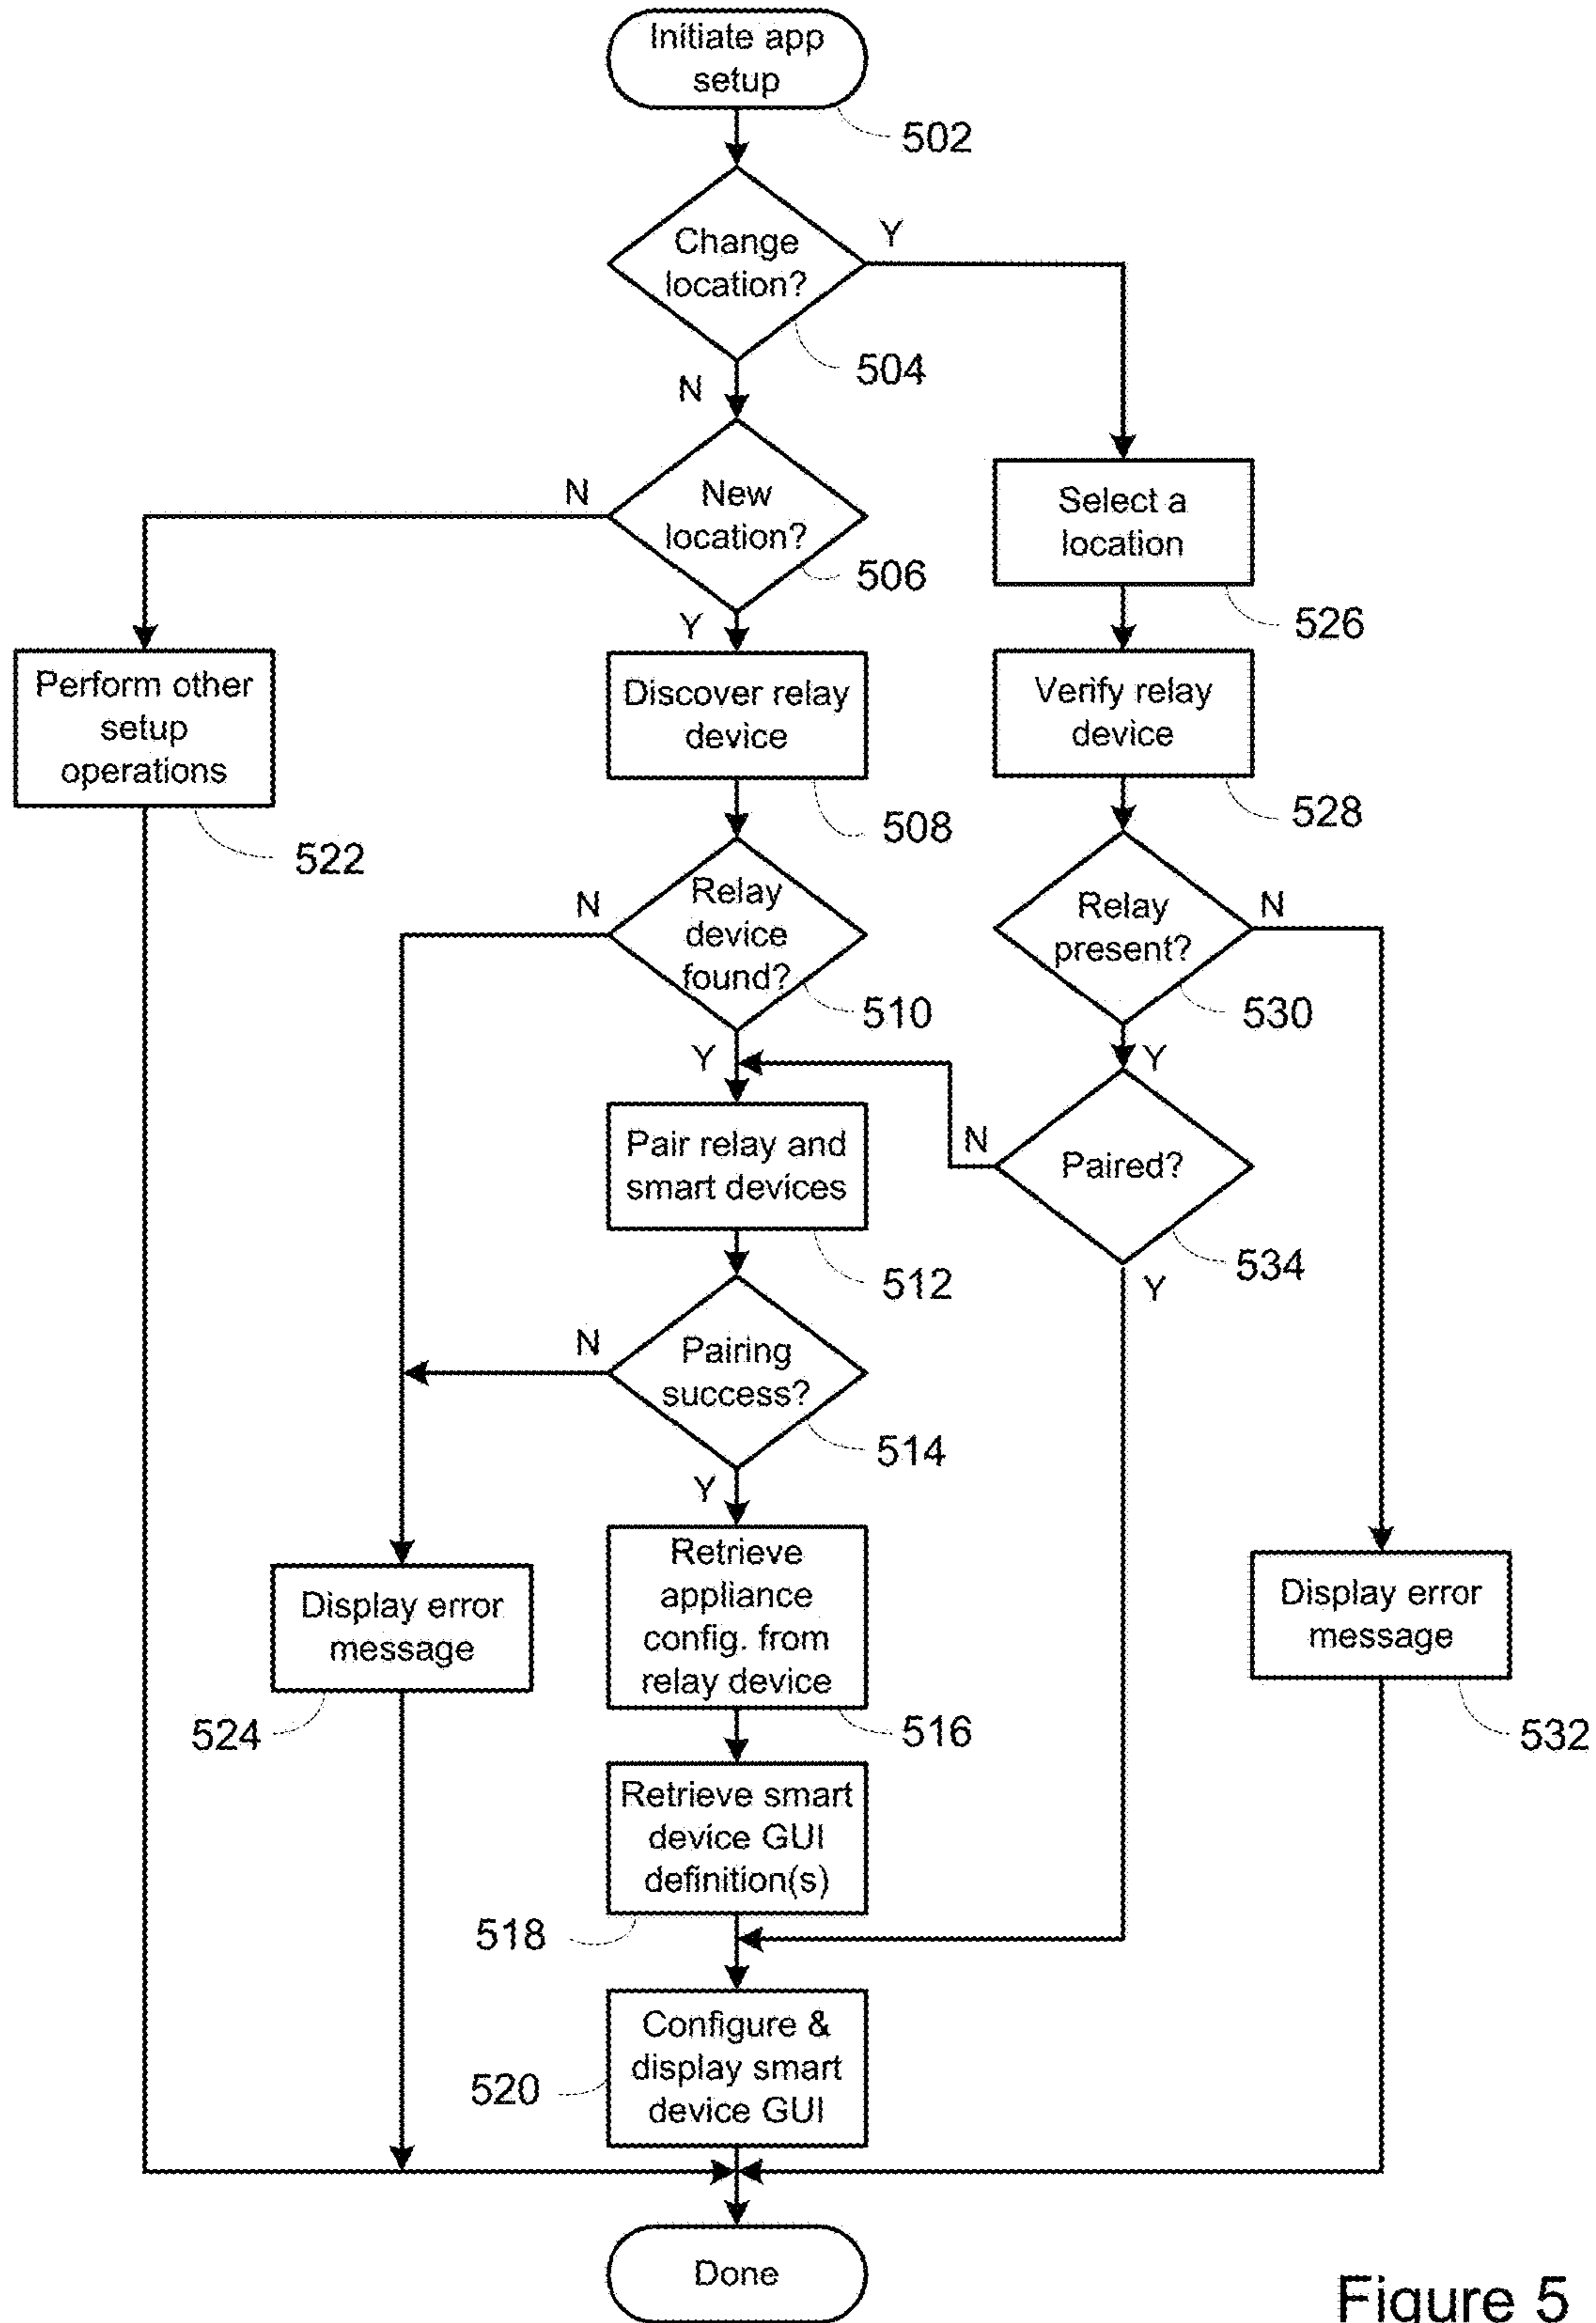 Initiate app
setup
502
Change
location?
Y
504
N
New
location?
N
506
Y
Select a
location
526
Perform other
setup
operations
522
Discover relay
device
508
Verify relay
device
528
Relay
device
found?
N
510
Y
Relay
present?
N
530
Y
Pair relay and
smart devices
512
Paired?
N
534
Y
Pairing
success?
N
514
Y
Display error
message
524
Retrieve
appliance
config. from
relay device
516
Display error
message
532
Retrieve smart
device GUI
definition(s)
518
Configure &
display smart
device GUI
520
Done
Figure 5